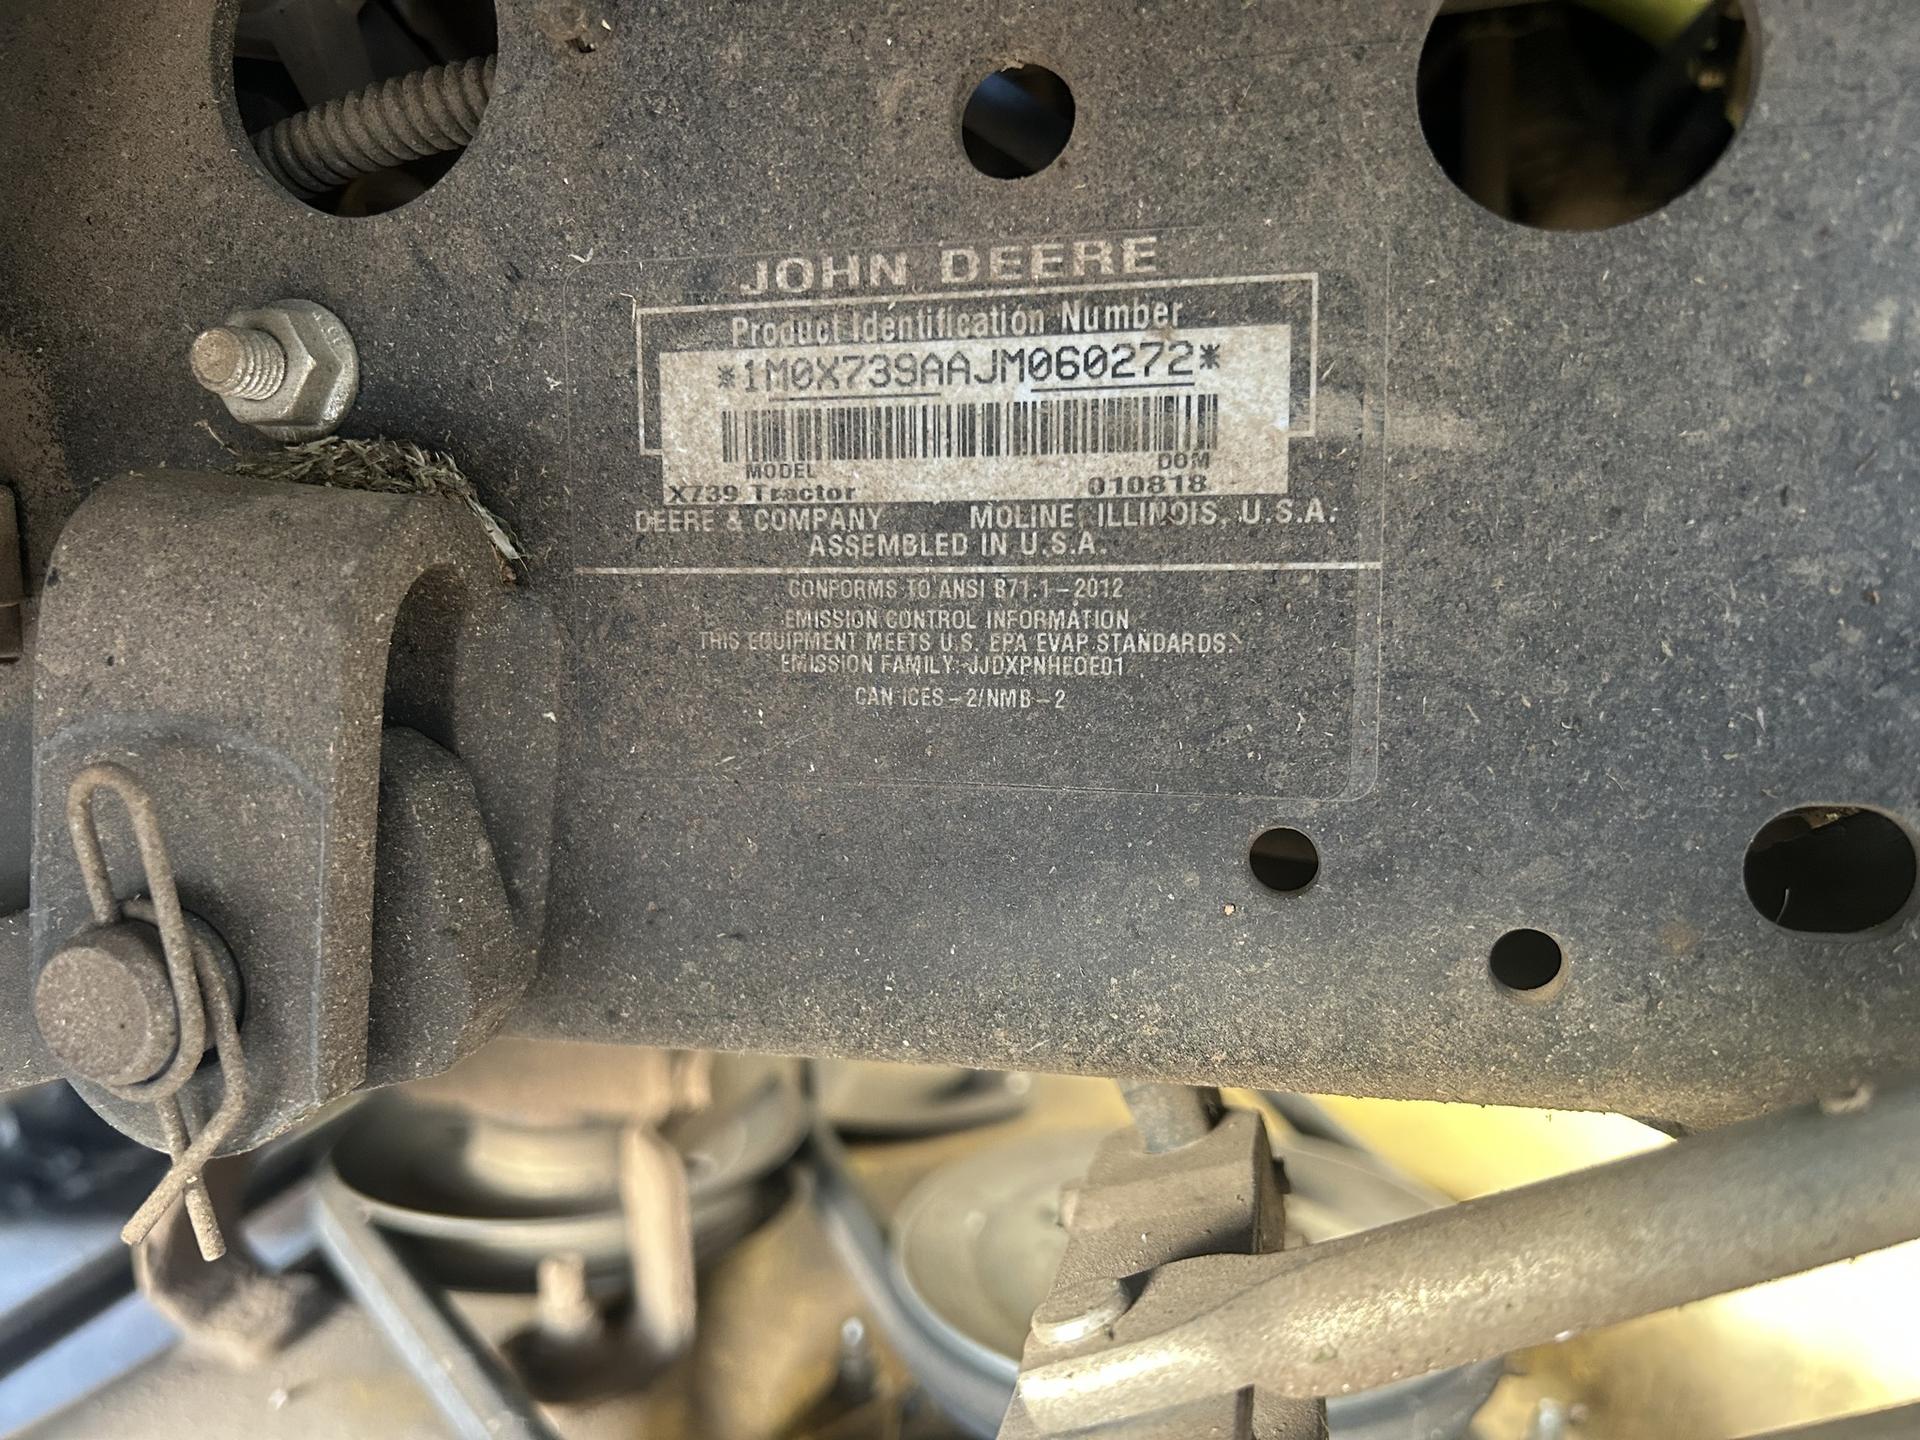 JOHN DEERE
Product Identification Number
*1M0X739AAJM060272*
MODEL DOM
X739 Tractor 010818
DEERE & COMPANY MOLINE, ILLINOIS, U.S.A.
ASSEMBLED IN U.S.A.
CONFORMS TO ANSI B71.1-2012
EMISSION CONTROL INFORMATION
THIS EQUIPMENT MEETS U.S. EPA EVAP STANDARDS.
EMISSION FAMILY: JJDXPNHEOE01
CAN ICES-2/NMB-2